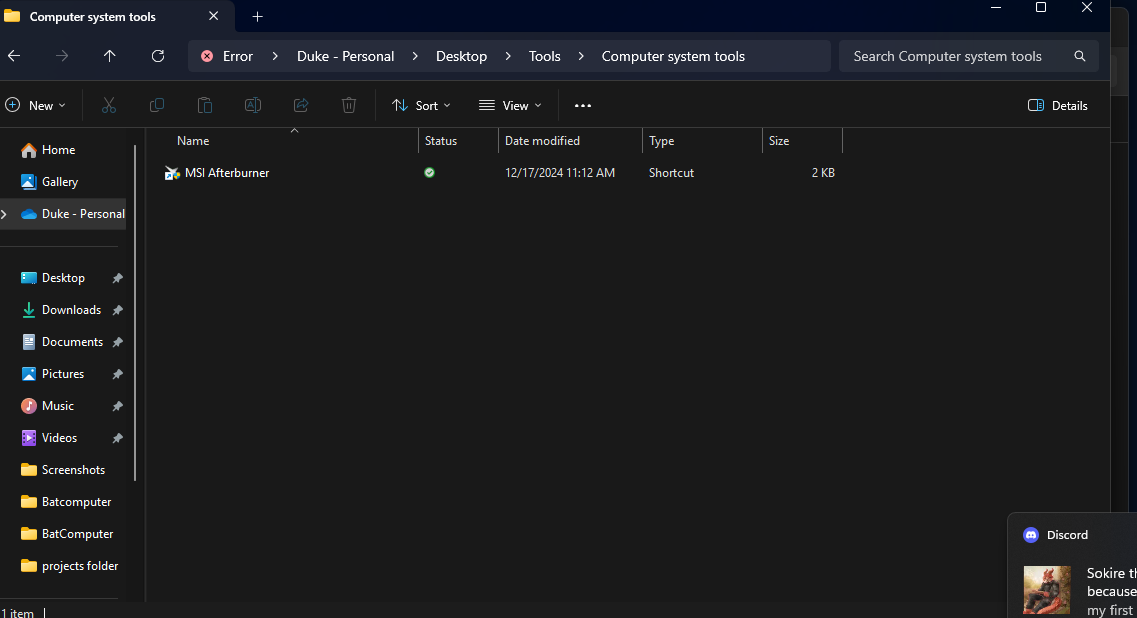 Computer system tools
Error > Duke - Personal > Desktop > Tools > Computer system tools
Search Computer system tools
New
Sort
View
Details
Home
Gallery
Duke - Personal
Desktop
Downloads
Documents
Pictures
Music
Videos
Screenshots
Batcomputer
BatComputer
projects folder
Name Status Date modified Type Size
MSI Afterburner 12/17/2024 11:12 AM Shortcut 2 KB
1 item
Discord
Sokire th
because
my first